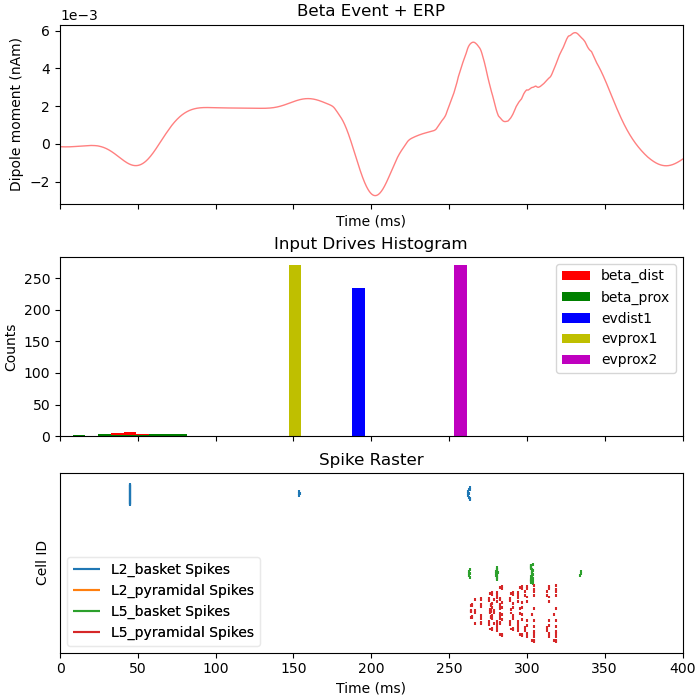 Beta Event + ERP
1e−3
6
4
2
0
−2
Dipole moment (nAm)
Time (ms)
Input Drives Histogram
250
200
150
100
50
0
Counts
beta_dist
beta_prox
evdist1
evprox1
evprox2
Spike Raster
Cell ID
L2_basket Spikes
L2_pyramidal Spikes
L5_basket Spikes
L5_pyramidal Spikes
0 50 100 150 200 250 300 350 400
Time (ms)